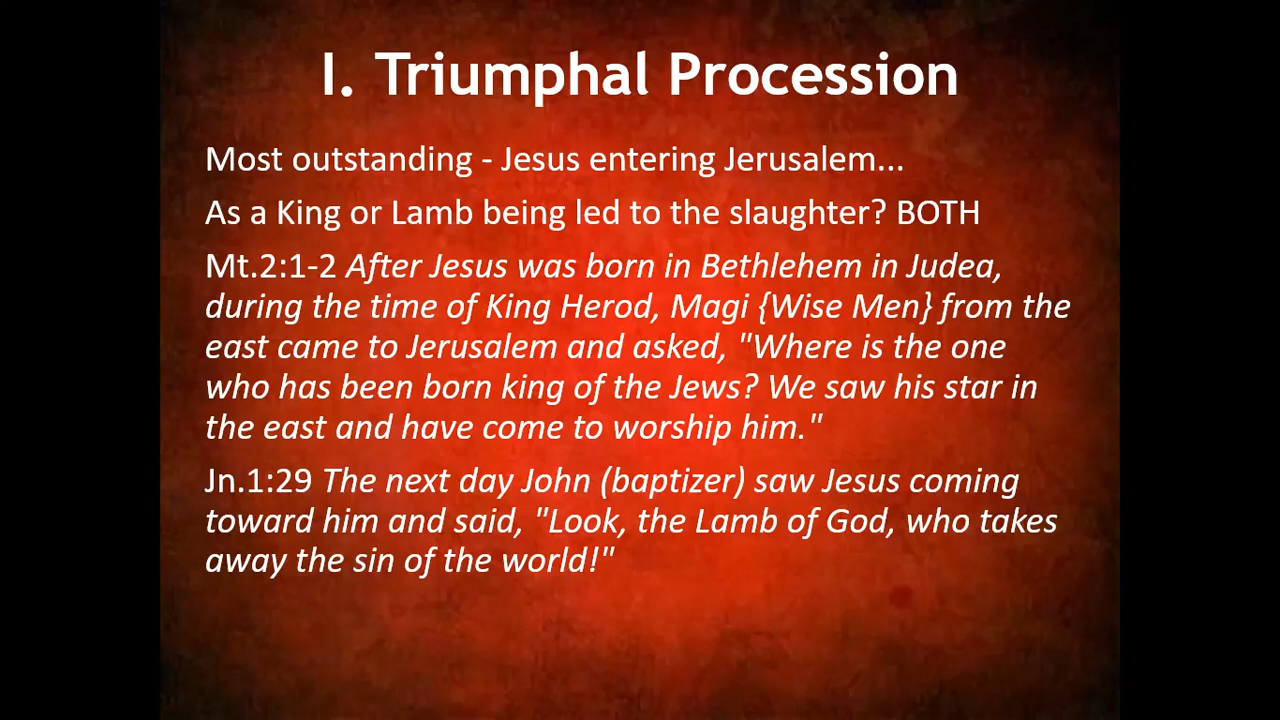 I. Triumphal Procession
Most outstanding - Jesus entering Jerusalem...
As a King or Lamb being led to the slaughter? BOTH
Mt.2:1-2 After Jesus was born in Bethlehem in Judea,
during the time of King Herod, Magi {Wise Men} from the
east came to Jerusalem and asked, "Where is the one
who has been born king of the Jews? We saw his star in
the east and have come to worship him."
Jn.1:29 The next day John (baptizer) saw Jesus coming
toward him and said, "Look, the Lamb of God, who takes
away the sin of the world!"